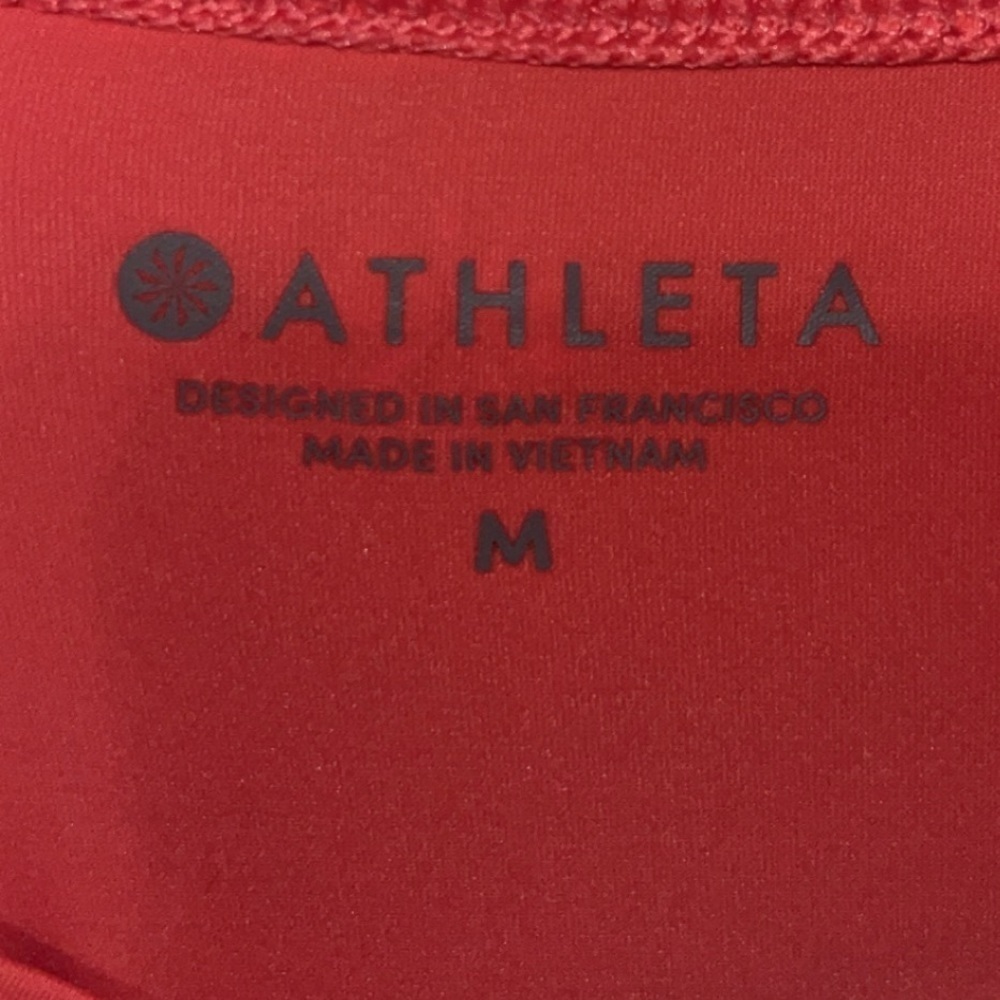 ATHLETA
DESIGNED IN SAN FRANCISCO
MADE IN VIETNAM
M